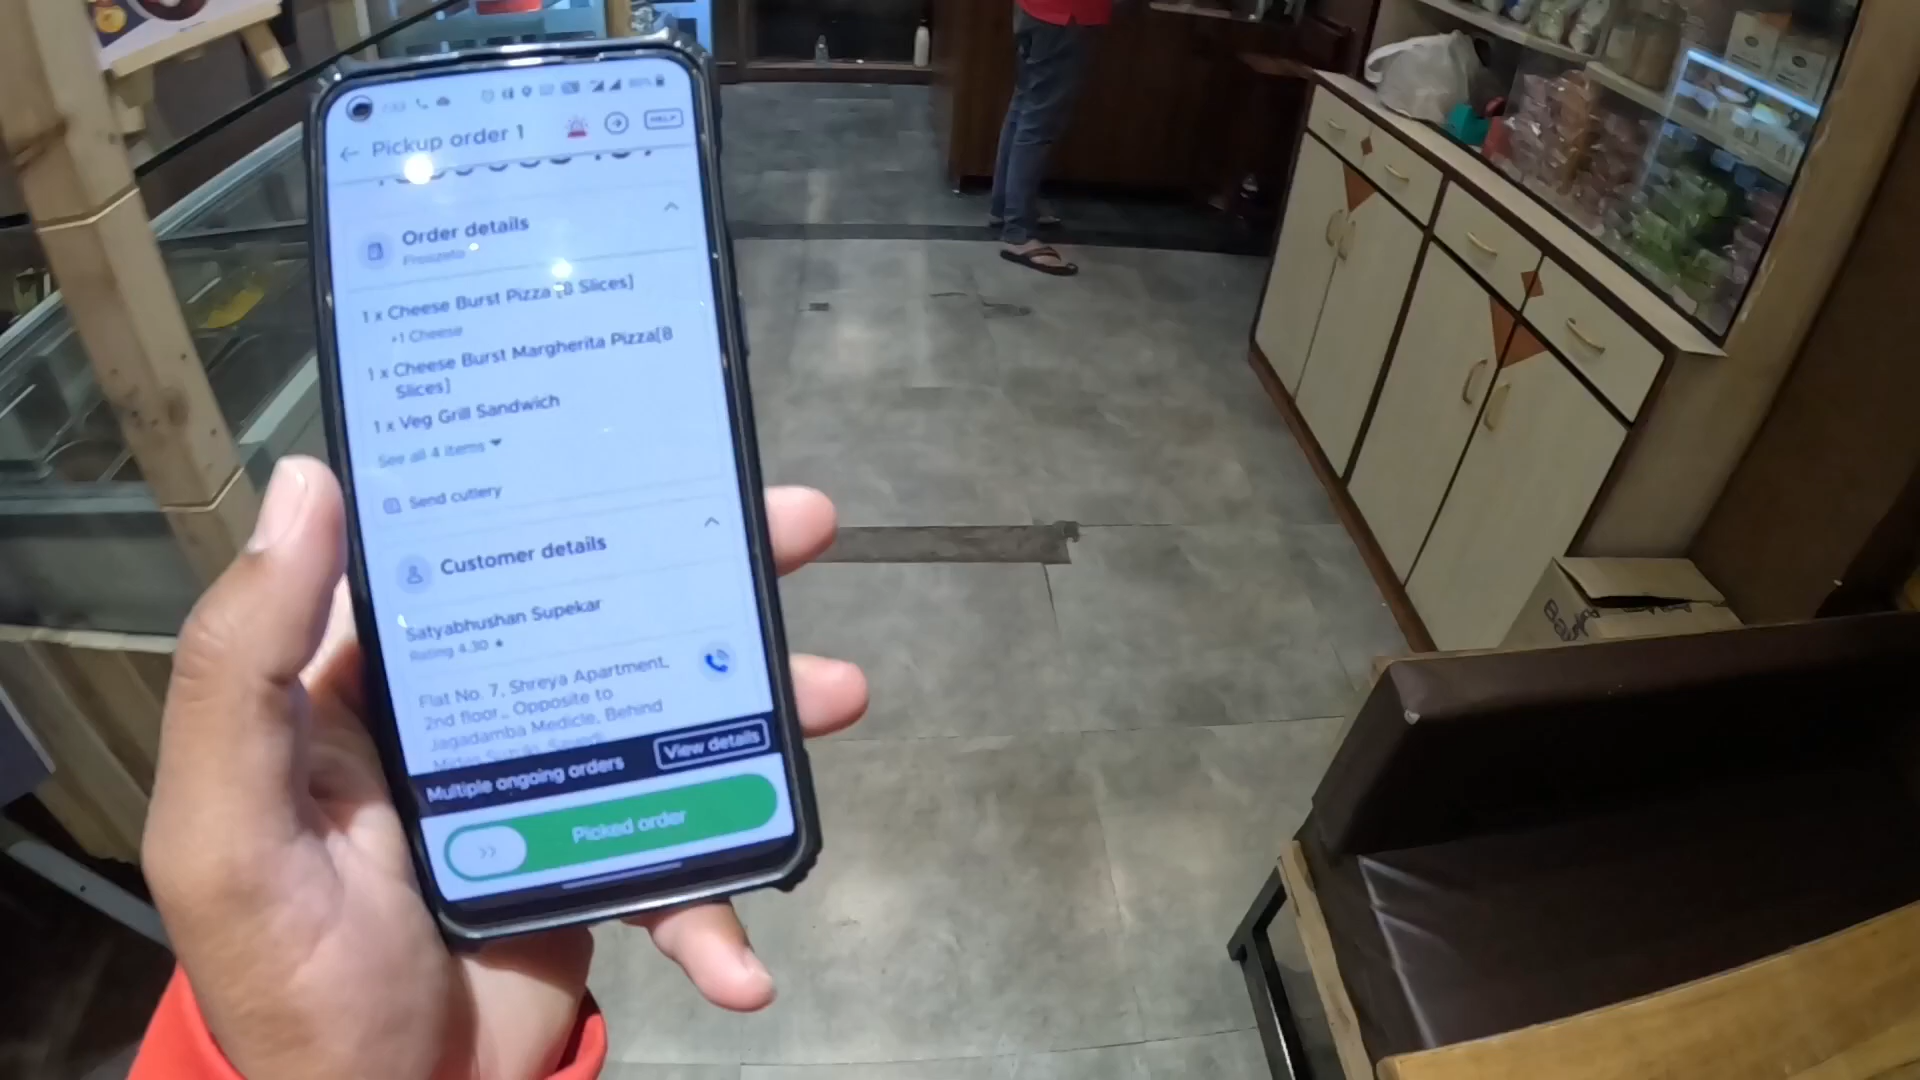 Pickup order 1
HELP
Order details
1 x Cheese Burst Pizza [8 Slices]
+1 Cheese
1 x Cheese Burst Margherita Pizza[8
Slices]
1 x Veg Grill Sandwich
See all 4 items
Send cutlery
Customer details
Satyabhushan Supekar
Rating 4.30 ★
Flat No. 7, Shreya Apartment,
2nd floor,, Opposite to
Jagadamba Medicle, Behind
Multiple ongoing orders
View details
Picked order